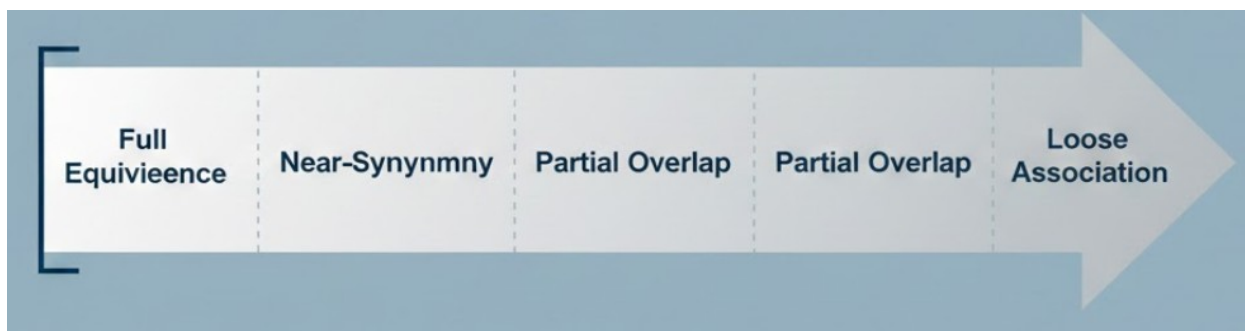 Full
Equivieence
Near-Synynmny
Partial Overlap
Partial Overlap
Loose
Association